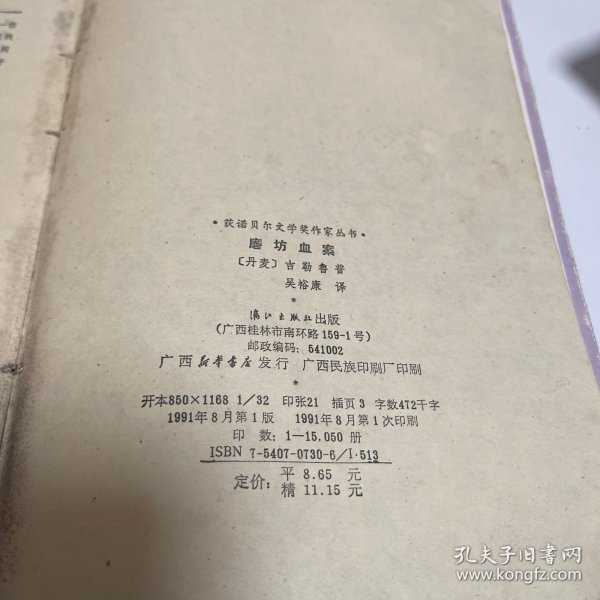 ·获诺贝尔文学奖作家丛书·
磨坊血案
〔丹麦〕吉勒鲁普
吴裕康 译
*
漓江出版社出版
(广西桂林市南环路159-1号)
邮政编码: 541002
广西新华书店发行 广西民族印刷厂印刷
*
开本850×1168 1/32 印张21 插页3 字数472千字
1991年8月第1版 1991年8月第1次印刷
印数: 1—15,050 册
ISBN 7-5407-0730-6/I·513
定价: 平 8.65 元
精 11.15 元
孔夫子旧书网
www.kongfz.com